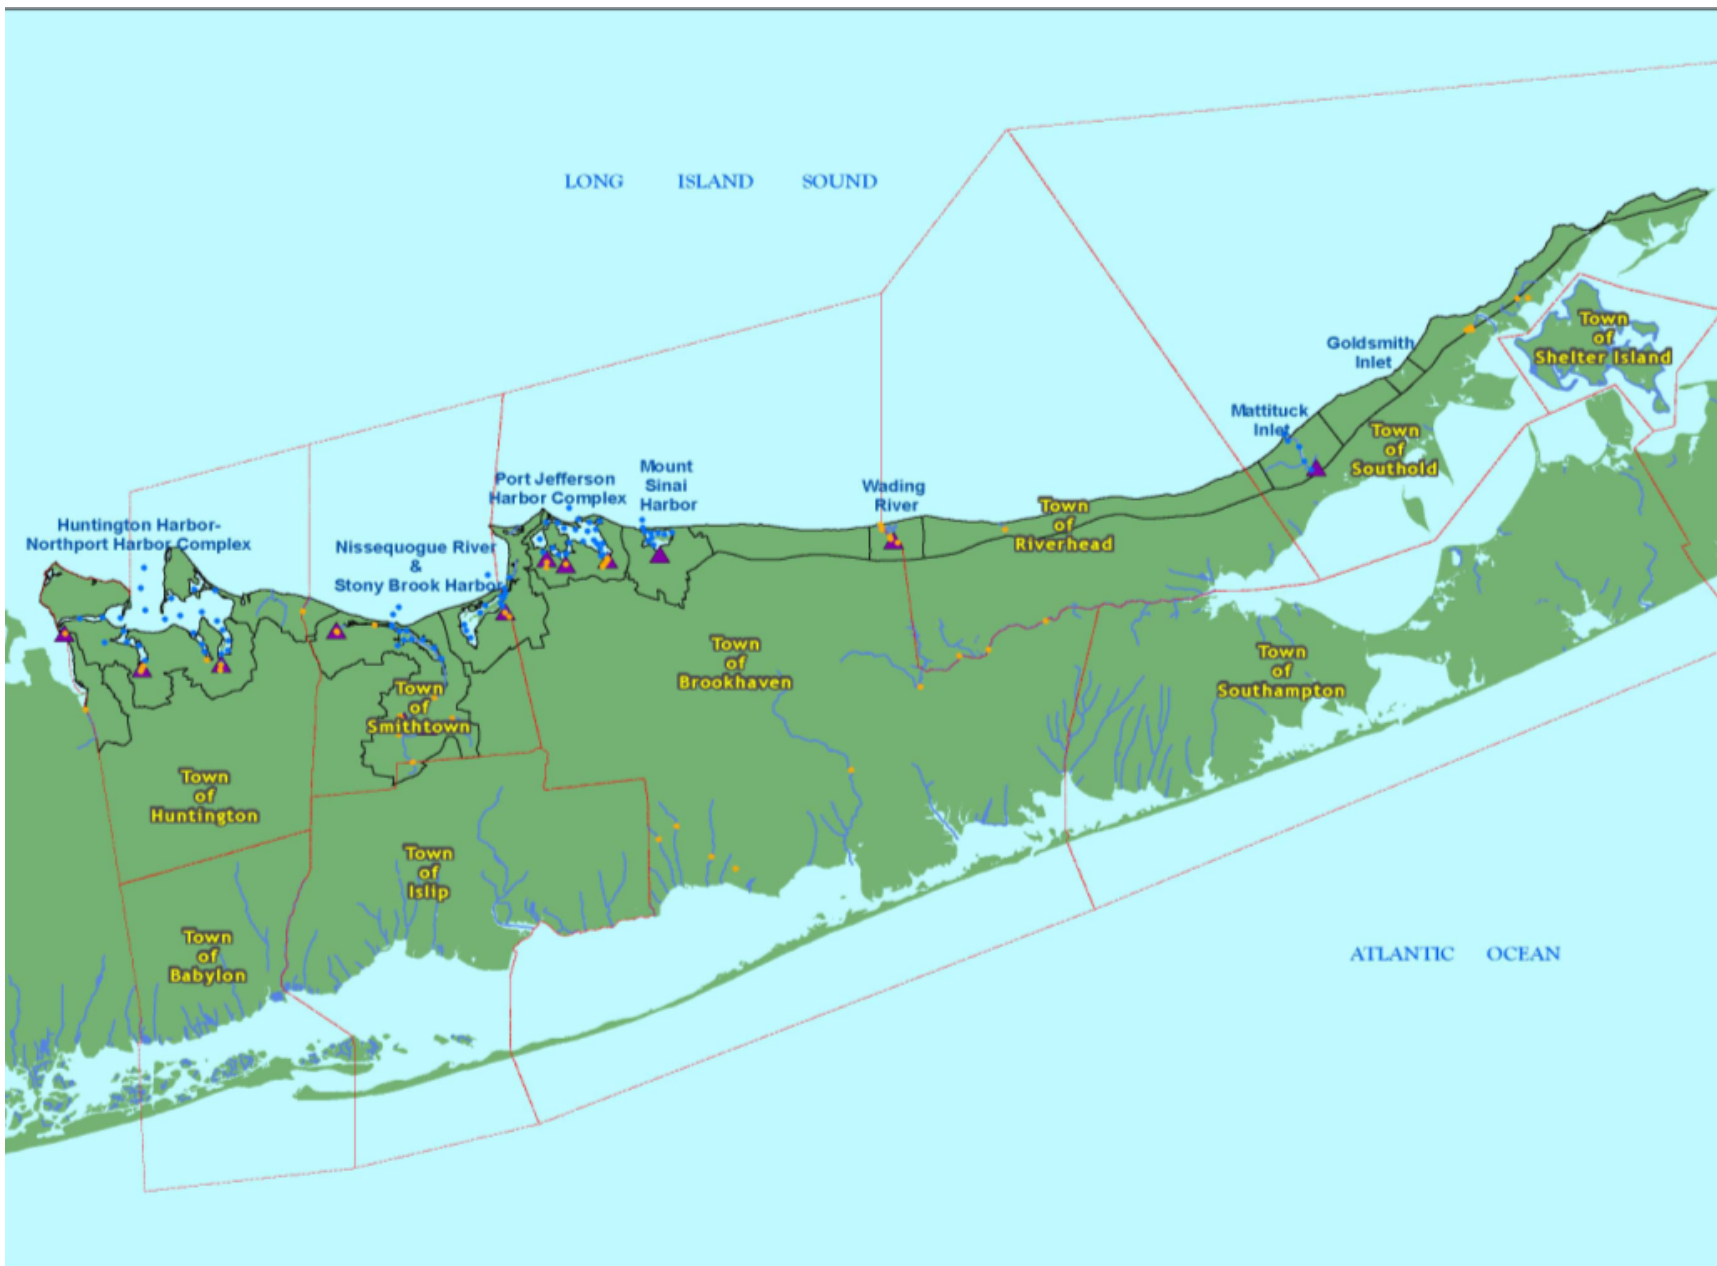 LONG ISLAND SOUND
Goldsmith
Inlet
Town
of
Shelter Island
Mattituck
Inlet
Town
of
Southold
Port Jefferson
Harbor Complex
Mount
Sinai
Harbor
Wading
River
Town
of
Riverhead
Huntington Harbor-
Northport Harbor Complex
Nissequogue River
&
Stony Brook Harbor
Town
of
Brookhaven
Town
of
Southampton
Town
of
Smithtown
Town
of
Huntington
Town
of
Islip
Town
of
Babylon
ATLANTIC OCEAN